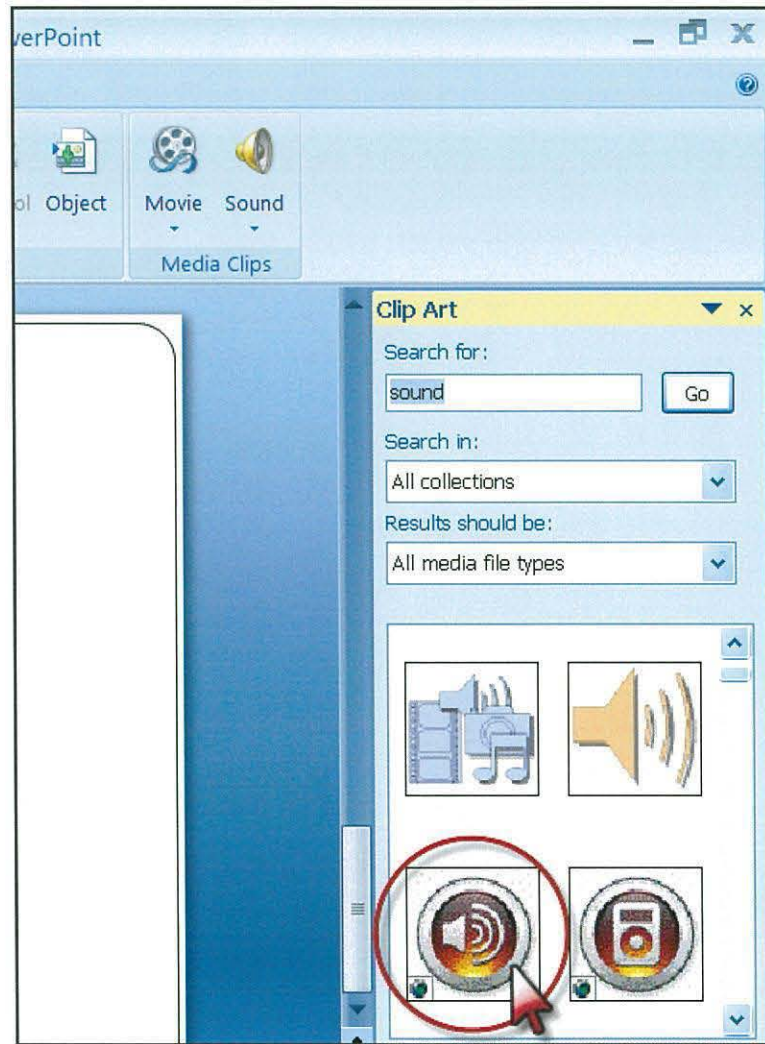 verPoint
ol Object Movie Sound
Media Clips
Clip Art
Search for:
sound Go
Search in:
All collections
Results should be:
All media file types